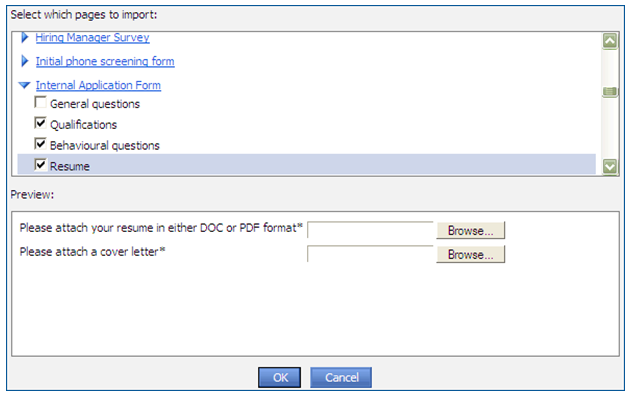 Select which pages to import:
Hiring Manager Survey
Initial phone screening form
Internal Application Form
General questions
Qualifications
Behavioural questions
Resume
Preview:
Please attach your resume in either DOC or PDF format* Browse...
Please attach a cover letter* Browse...
OK Cancel